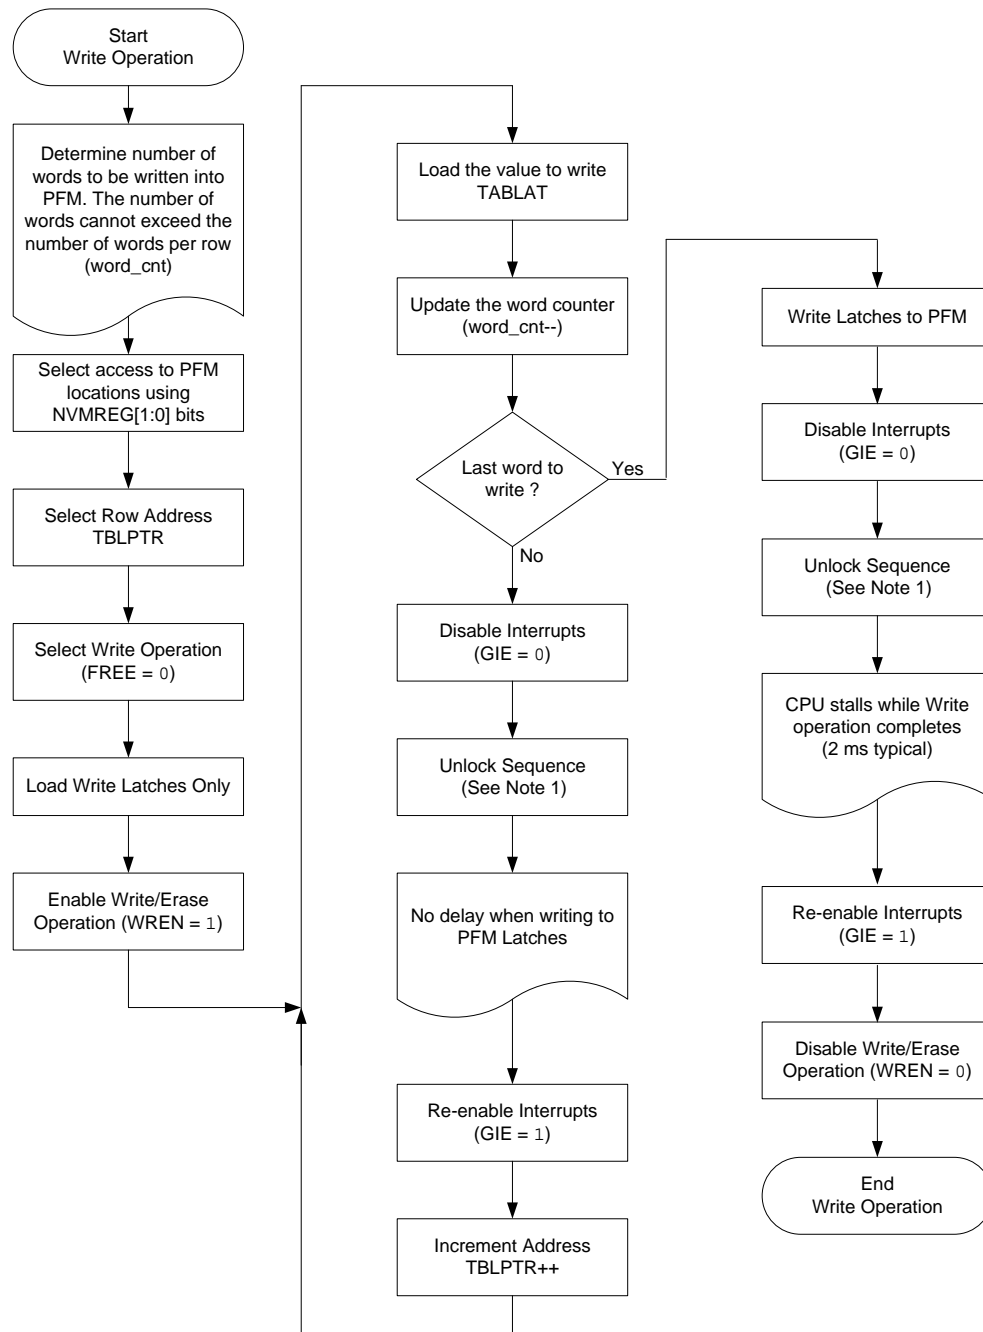 Start
Write Operation
Determine number of
words to be written into
PFM. The number of
words cannot exceed the
number of words per row
(word_cnt)
Select access to PFM
locations using
NVMREG[1:0] bits
Select Row Address
TBLPTR
Select Write Operation
(FREE = 0)
Load Write Latches Only
Enable Write/Erase
Operation (WREN = 1)
Load the value to write
TABLAT
Update the word counter
(word_cnt--)
Last word to
write ?
Yes
No
Disable Interrupts
(GIE = 0)
Unlock Sequence
(See Note 1)
No delay when writing to
PFM Latches
Re-enable Interrupts
(GIE = 1)
Increment Address
TBLPTR++
Write Latches to PFM
Disable Interrupts
(GIE = 0)
Unlock Sequence
(See Note 1)
CPU stalls while Write
operation completes
(2 ms typical)
Re-enable Interrupts
(GIE = 1)
Disable Write/Erase
Operation (WREN = 0)
End
Write Operation